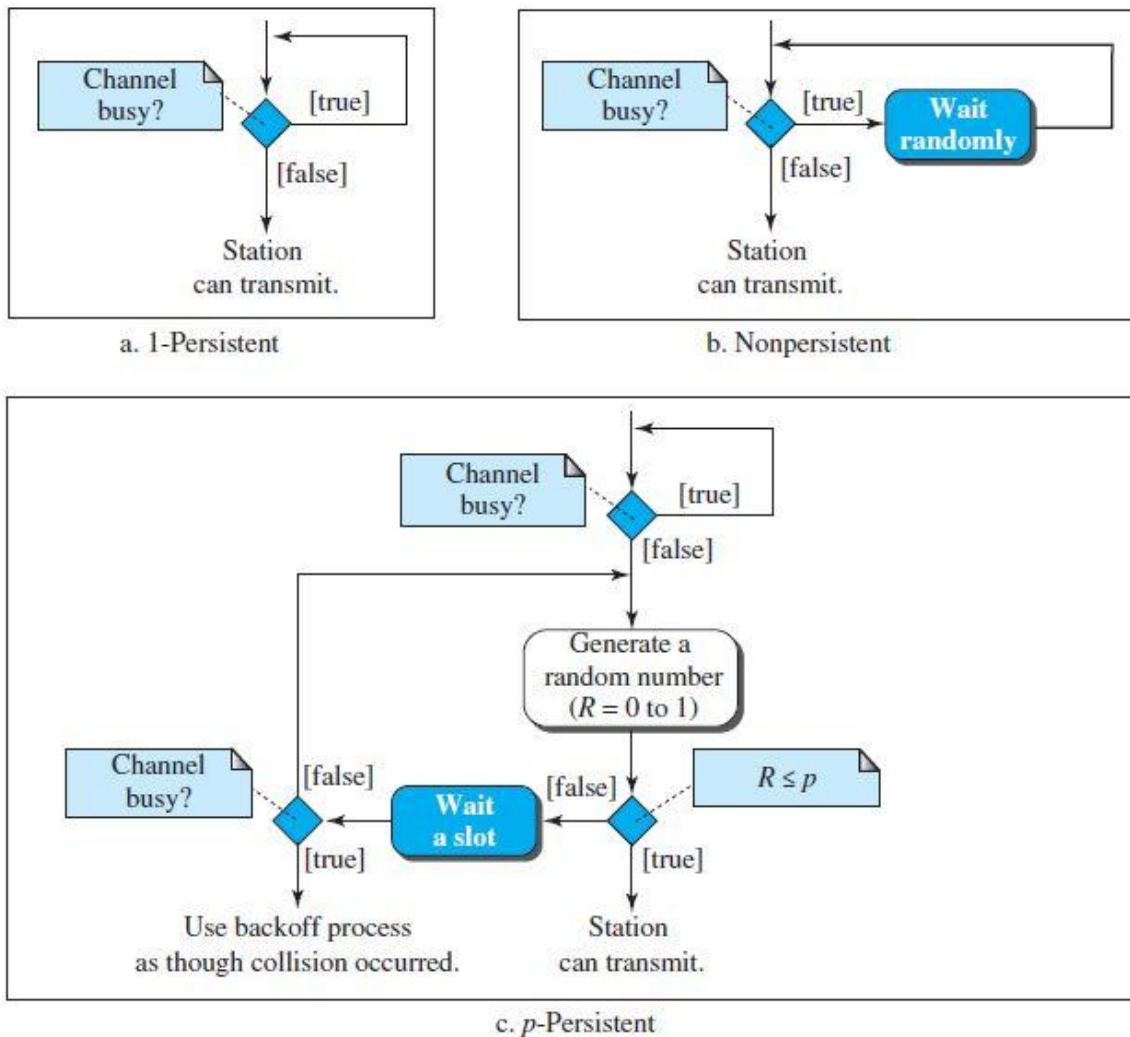 Channel
busy?
[true]
[false]
Station
can transmit.
a. 1-Persistent
Channel
busy?
[true]
Wait
randomly
[false]
Station
can transmit.
b. Nonpersistent
Channel
busy?
[true]
[false]
Generate a
random number
(R = 0 to 1)
Channel
busy?
[false]
Wait
a slot
[false]
R ≤ p
[true]
[true]
Use backoff process
as though collision occurred.
Station
can transmit.
c. p-Persistent